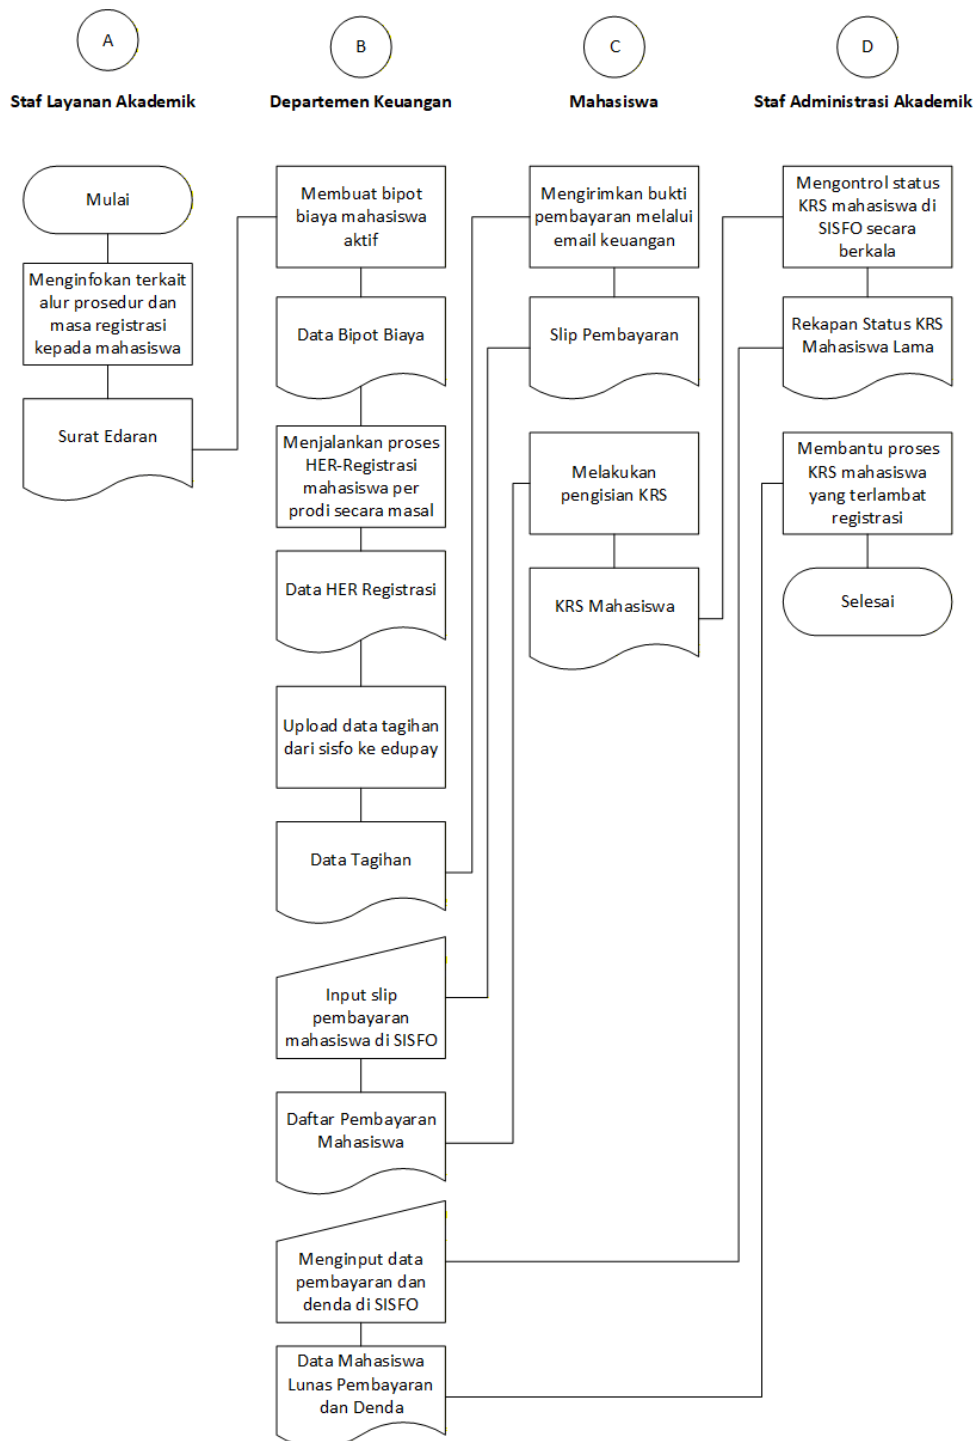 A
B
C
D
Staf Layanan Akademik
Departemen Keuangan
Mahasiswa
Staf Administrasi Akademik
Mulai
Menginfokan terkait
alur prosedur dan
masa registrasi
kepada mahasiswa
Surat Edaran
Membuat bipot
biaya mahasiswa
aktif
Data Bipot Biaya
Menjalankan proses
HER-Registrasi
mahasiswa per
prodi secara masal
Data HER Registrasi
Upload data tagihan
dari sisfo ke edupay
Data Tagihan
Input slip
pembayaran
mahasiswa di SISFO
Daftar Pembayaran
Mahasiswa
Menginput data
pembayaran dan
denda di SISFO
Data Mahasiswa
Lunas Pembayaran
dan Denda
Mengirimkan bukti
pembayaran melalui
email keuangan
Slip Pembayaran
Melakukan
pengisian KRS
KRS Mahasiswa
Mengontrol status
KRS mahasiswa di
SISFO secara
berkala
Rekapan Status KRS
Mahasiswa Lama
Membantu proses
KRS mahasiswa
yang terlambat
registrasi
Selesai